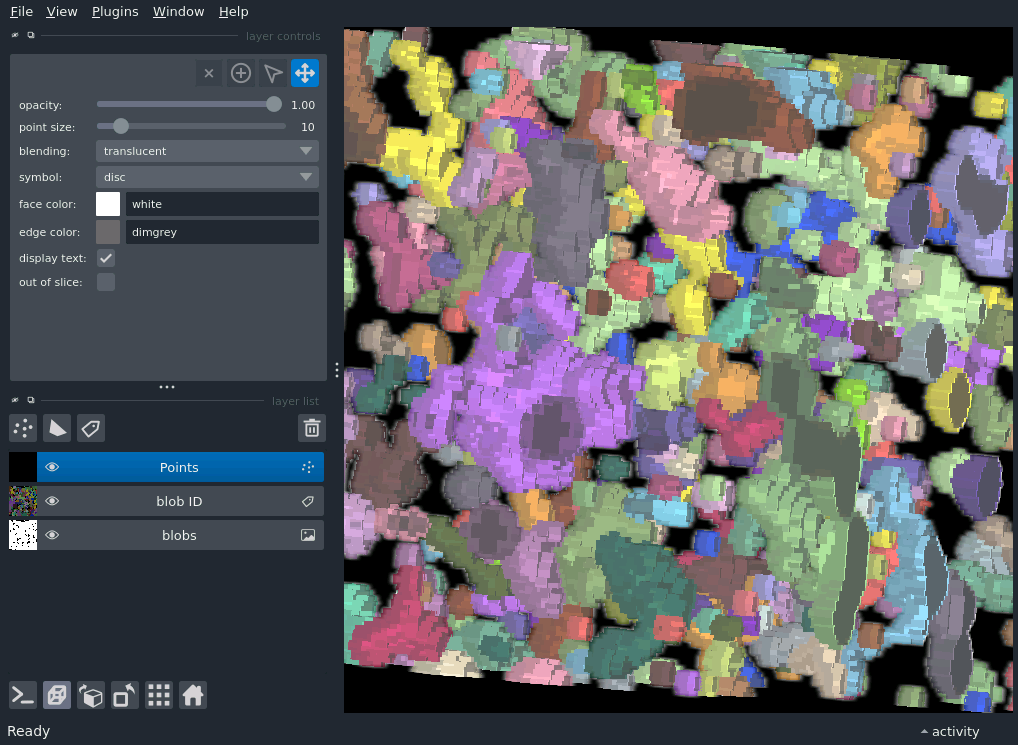 File View Plugins Window Help
layer controls
opacity: 1.00
point size: 10
blending: translucent
symbol: disc
face color: white
edge color: dimgrey
display text:
out of slice:
layer list
Points
blob ID
blobs
Ready activity